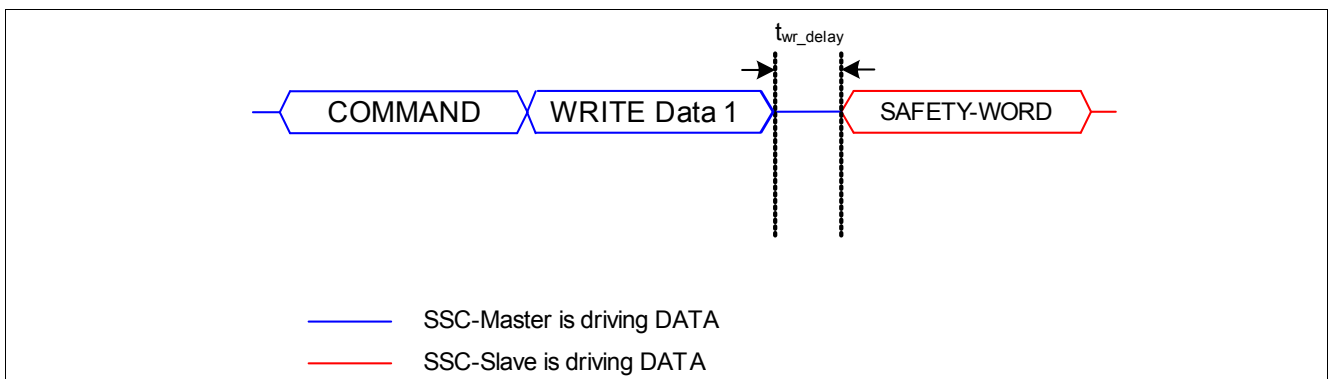 twr_delay
COMMAND WRITE Data 1 SAFETY-WORD
SSC-Master is driving DATA
SSC-Slave is driving DATA